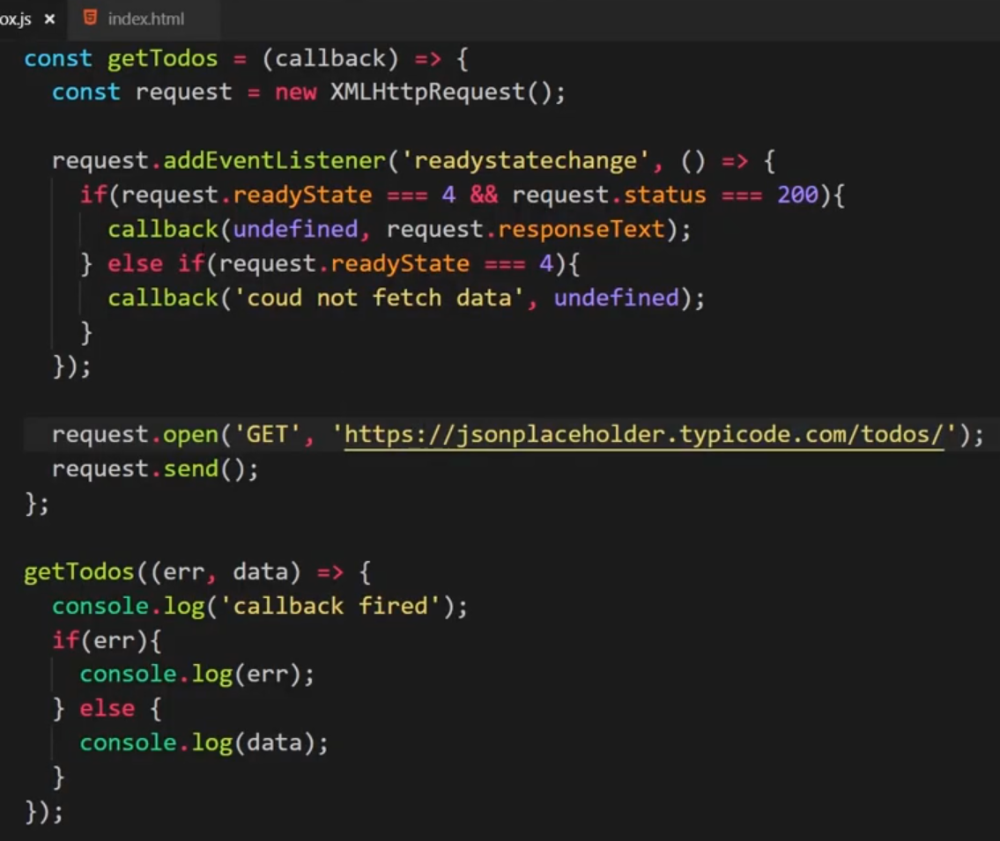 ox.js × index.html
const getTodos = (callback) => {
  const request = new XMLHttpRequest();

  request.addEventListener('readystatechange', () => {
    if(request.readyState === 4 && request.status === 200){
      callback(undefined, request.responseText);
    } else if(request.readyState === 4){
      callback('coud not fetch data', undefined);
    }
  });

  request.open('GET', 'https://jsonplaceholder.typicode.com/todos/');
  request.send();
};

getTodos((err, data) => {
  console.log('callback fired');
  if(err){
    console.log(err);
  } else {
    console.log(data);
  }
});